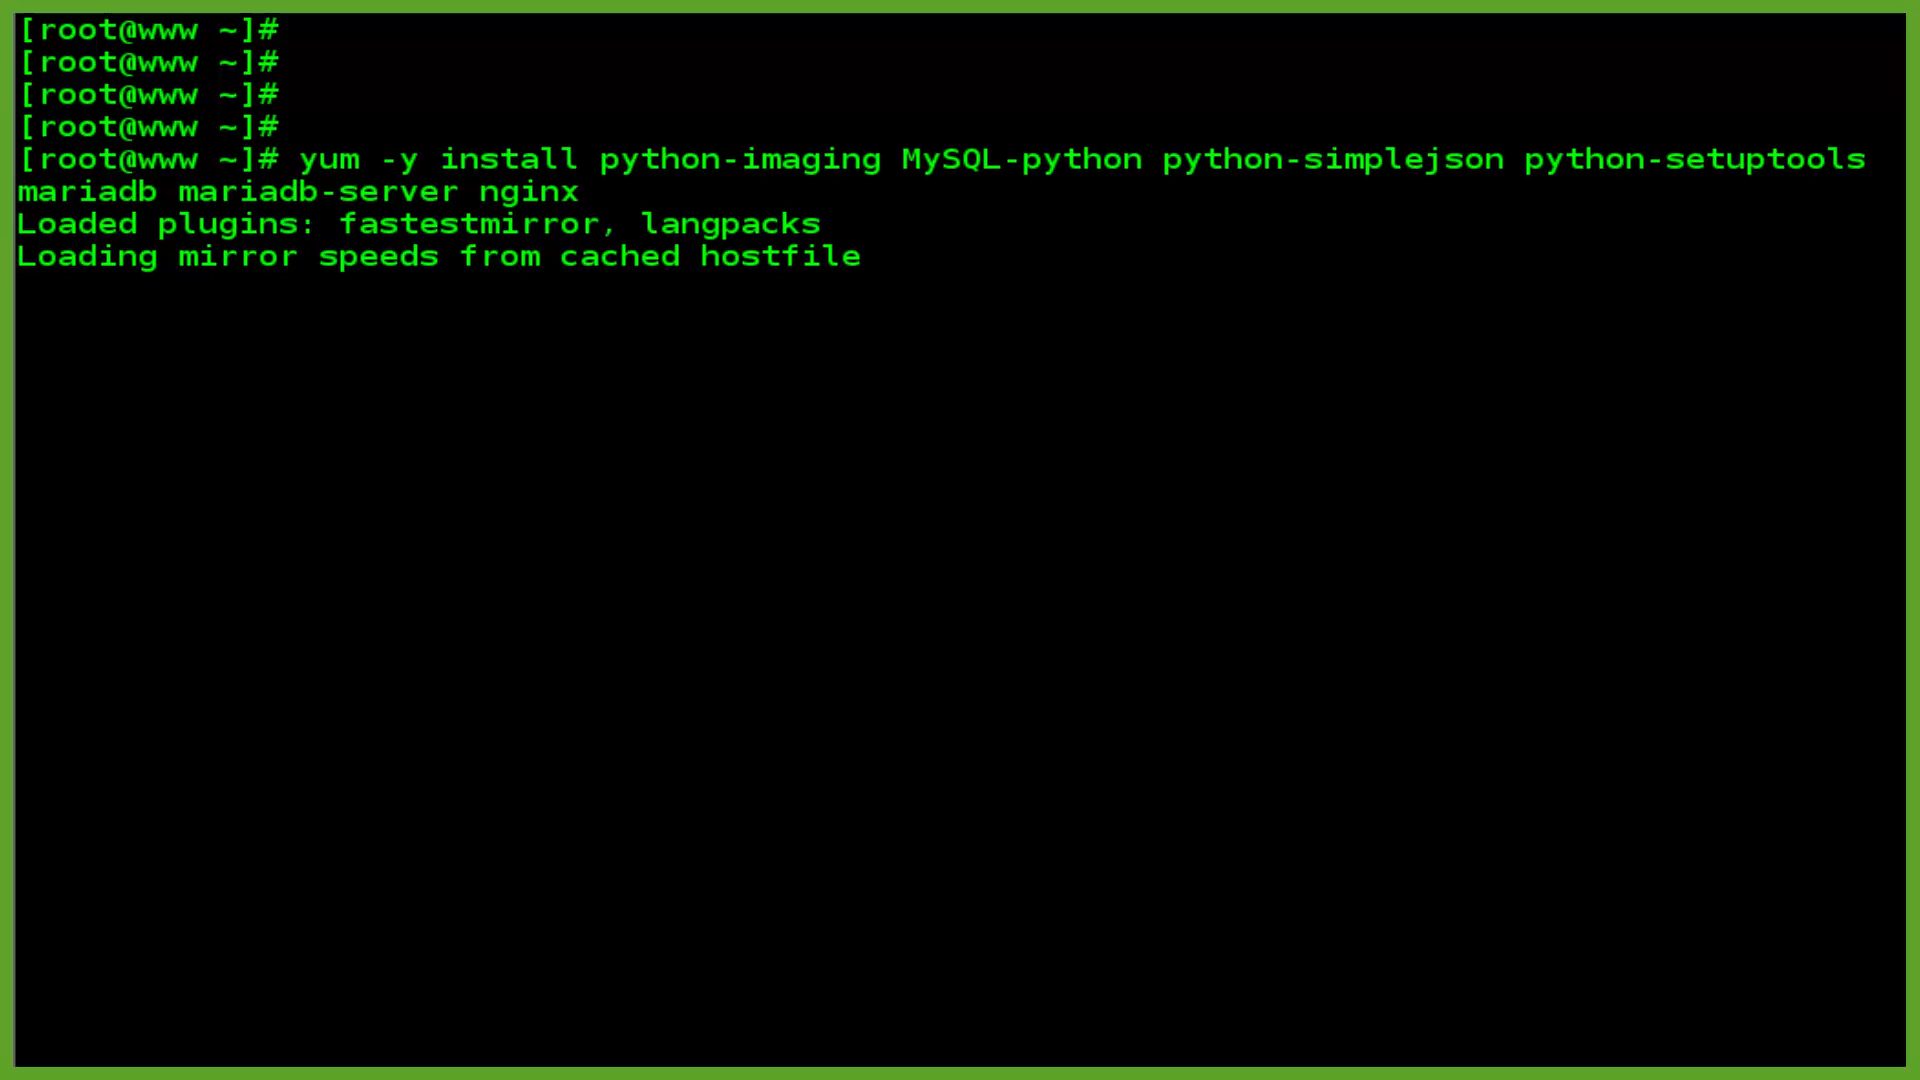 [root@www ~]#
[root@www ~]#
[root@www ~]#
[root@www ~]#
[root@www ~]# yum -y install python-imaging MySQL-python python-simplejson python-setuptools
mariadb mariadb-server nginx
Loaded plugins: fastestmirror, langpacks
Loading mirror speeds from cached hostfile